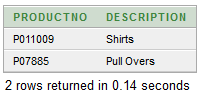 PRODUCTNO DESCRIPTION
P011009 Shirts
P07885 Pull Overs
2 rows returned in 0.14 seconds